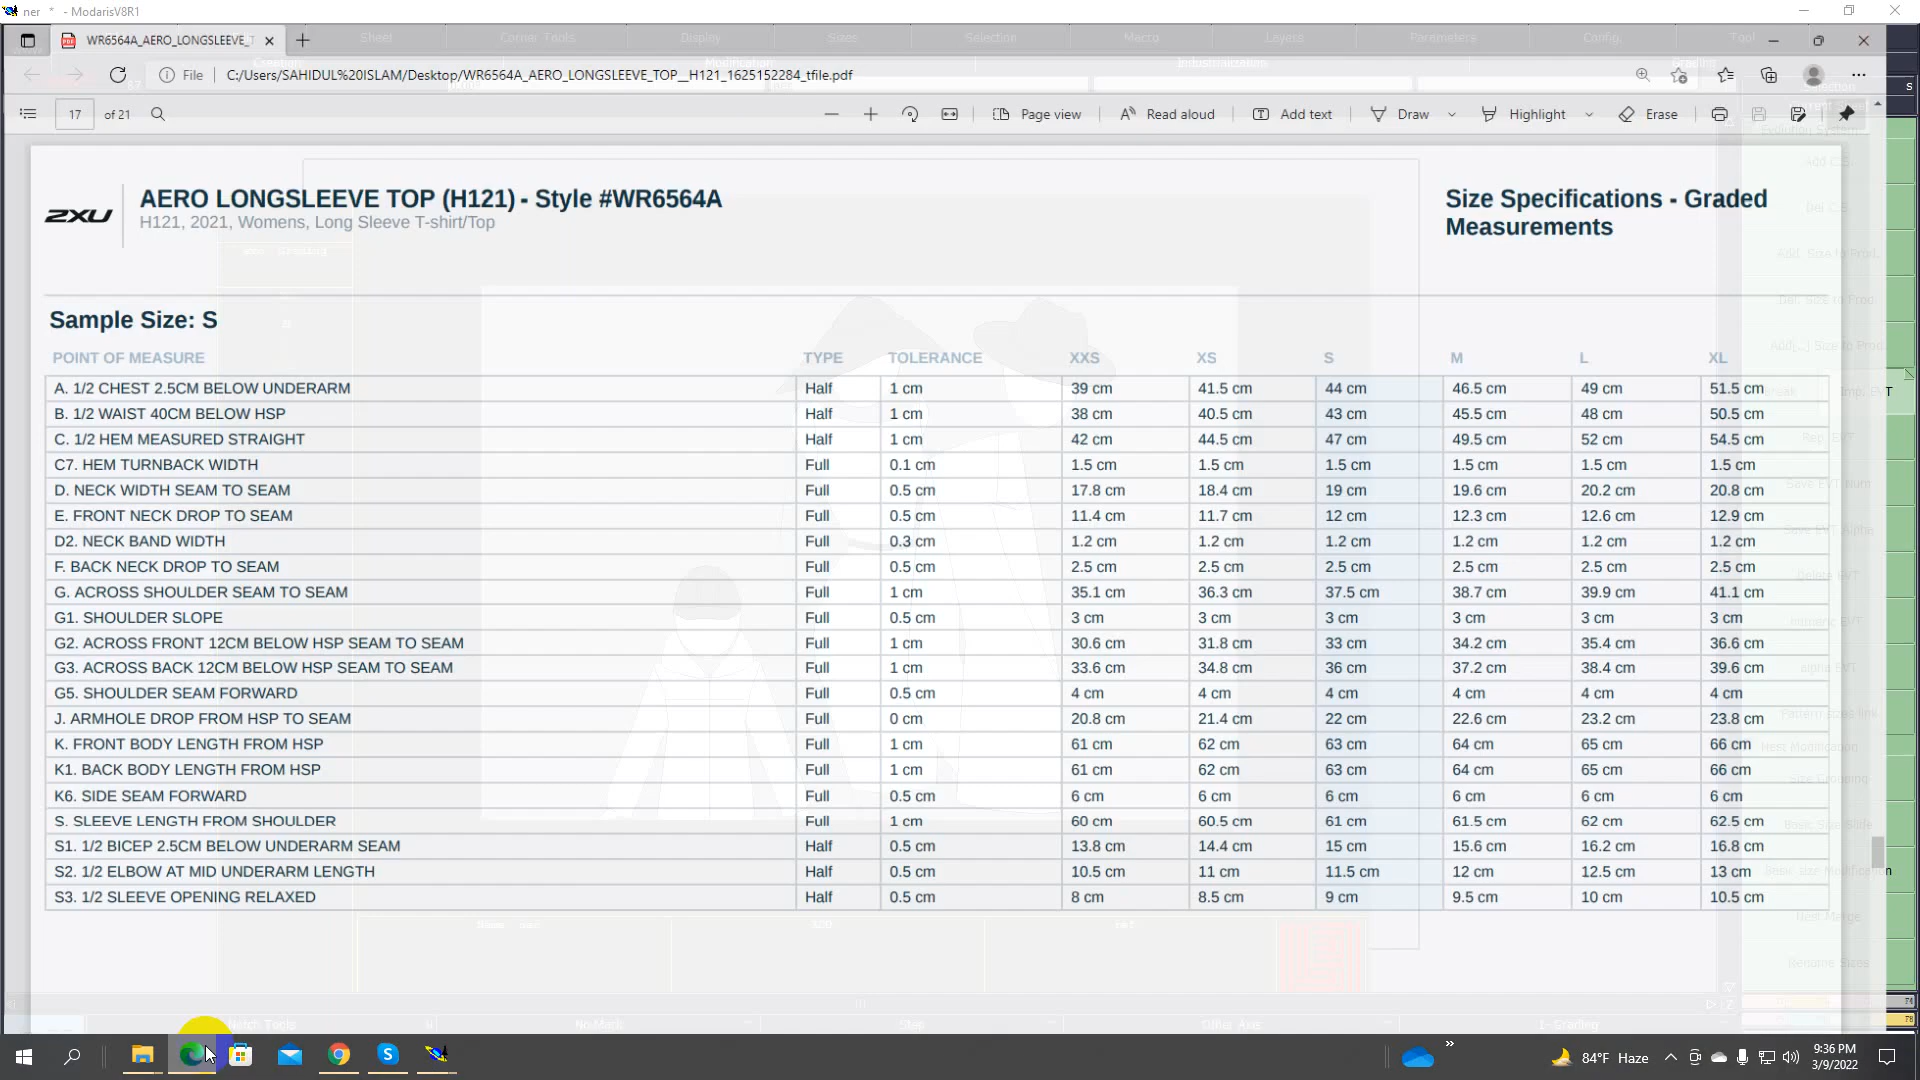 ner * - ModarisV8R1
WR6564A_AERO_LONGSLEEVE_T
Sheet Corner Tools Display Sizes Selection Macro Layers Parameters Config. Tool
File C:/Users/SAHIDUL%20ISLAM/Desktop/WR6564A_AERO_LONGSLEEVE_TOP__H121_1625152284_tfile.pdf
17 of 21 Page view Read aloud Add text Draw Highlight Erase
2XU
AERO LONGSLEEVE TOP (H121) - Style #WR6564A
H121, 2021, Womens, Long Sleeve T-shirt/Top
Size Specifications - Graded
Measurements
Sample Size: S
POINT OF MEASURE TYPE TOLERANCE XXS XS S M L XL
A. 1/2 CHEST 2.5CM BELOW UNDERARM Half 1 cm 39 cm 41.5 cm 44 cm 46.5 cm 49 cm 51.5 cm
B. 1/2 WAIST 40CM BELOW HSP Half 1 cm 38 cm 40.5 cm 43 cm 45.5 cm 48 cm 50.5 cm
C. 1/2 HEM MEASURED STRAIGHT Half 1 cm 42 cm 44.5 cm 47 cm 49.5 cm 52 cm 54.5 cm
C7. HEM TURNBACK WIDTH Full 0.1 cm 1.5 cm 1.5 cm 1.5 cm 1.5 cm 1.5 cm 1.5 cm
D. NECK WIDTH SEAM TO SEAM Full 0.5 cm 17.8 cm 18.4 cm 19 cm 19.6 cm 20.2 cm 20.8 cm
E. FRONT NECK DROP TO SEAM Full 0.5 cm 11.4 cm 11.7 cm 12 cm 12.3 cm 12.6 cm 12.9 cm
D2. NECK BAND WIDTH Full 0.3 cm 1.2 cm 1.2 cm 1.2 cm 1.2 cm 1.2 cm 1.2 cm
F. BACK NECK DROP TO SEAM Full 0.5 cm 2.5 cm 2.5 cm 2.5 cm 2.5 cm 2.5 cm 2.5 cm
G. ACROSS SHOULDER SEAM TO SEAM Full 1 cm 35.1 cm 36.3 cm 37.5 cm 38.7 cm 39.9 cm 41.1 cm
G1. SHOULDER SLOPE Full 0.5 cm 3 cm 3 cm 3 cm 3 cm 3 cm 3 cm
G2. ACROSS FRONT 12CM BELOW HSP SEAM TO SEAM Full 1 cm 30.6 cm 31.8 cm 33 cm 34.2 cm 35.4 cm 36.6 cm
G3. ACROSS BACK 12CM BELOW HSP SEAM TO SEAM Full 1 cm 33.6 cm 34.8 cm 36 cm 37.2 cm 38.4 cm 39.6 cm
G5. SHOULDER SEAM FORWARD Full 0.5 cm 4 cm 4 cm 4 cm 4 cm 4 cm 4 cm
J. ARMHOLE DROP FROM HSP TO SEAM Full 0 cm 20.8 cm 21.4 cm 22 cm 22.6 cm 23.2 cm 23.8 cm
K. FRONT BODY LENGTH FROM HSP Full 1 cm 61 cm 62 cm 63 cm 64 cm 65 cm 66 cm
K1. BACK BODY LENGTH FROM HSP Full 1 cm 61 cm 62 cm 63 cm 64 cm 65 cm 66 cm
K6. SIDE SEAM FORWARD Full 0.5 cm 6 cm 6 cm 6 cm 6 cm 6 cm 6 cm
S. SLEEVE LENGTH FROM SHOULDER Full 1 cm 60 cm 60.5 cm 61 cm 61.5 cm 62 cm 62.5 cm
S1. 1/2 BICEP 2.5CM BELOW UNDERARM SEAM Half 0.5 cm 13.8 cm 14.4 cm 15 cm 15.6 cm 16.2 cm 16.8 cm
S2. 1/2 ELBOW AT MID UNDERARM LENGTH Half 0.5 cm 10.5 cm 11 cm 11.5 cm 12 cm 12.5 cm 13 cm
S3. 1/2 SLEEVE OPENING RELAXED Half 0.5 cm 8 cm 8.5 cm 9 cm 9.5 cm 10 cm 10.5 cm
84°F Haze
9:36 PM
3/9/2022